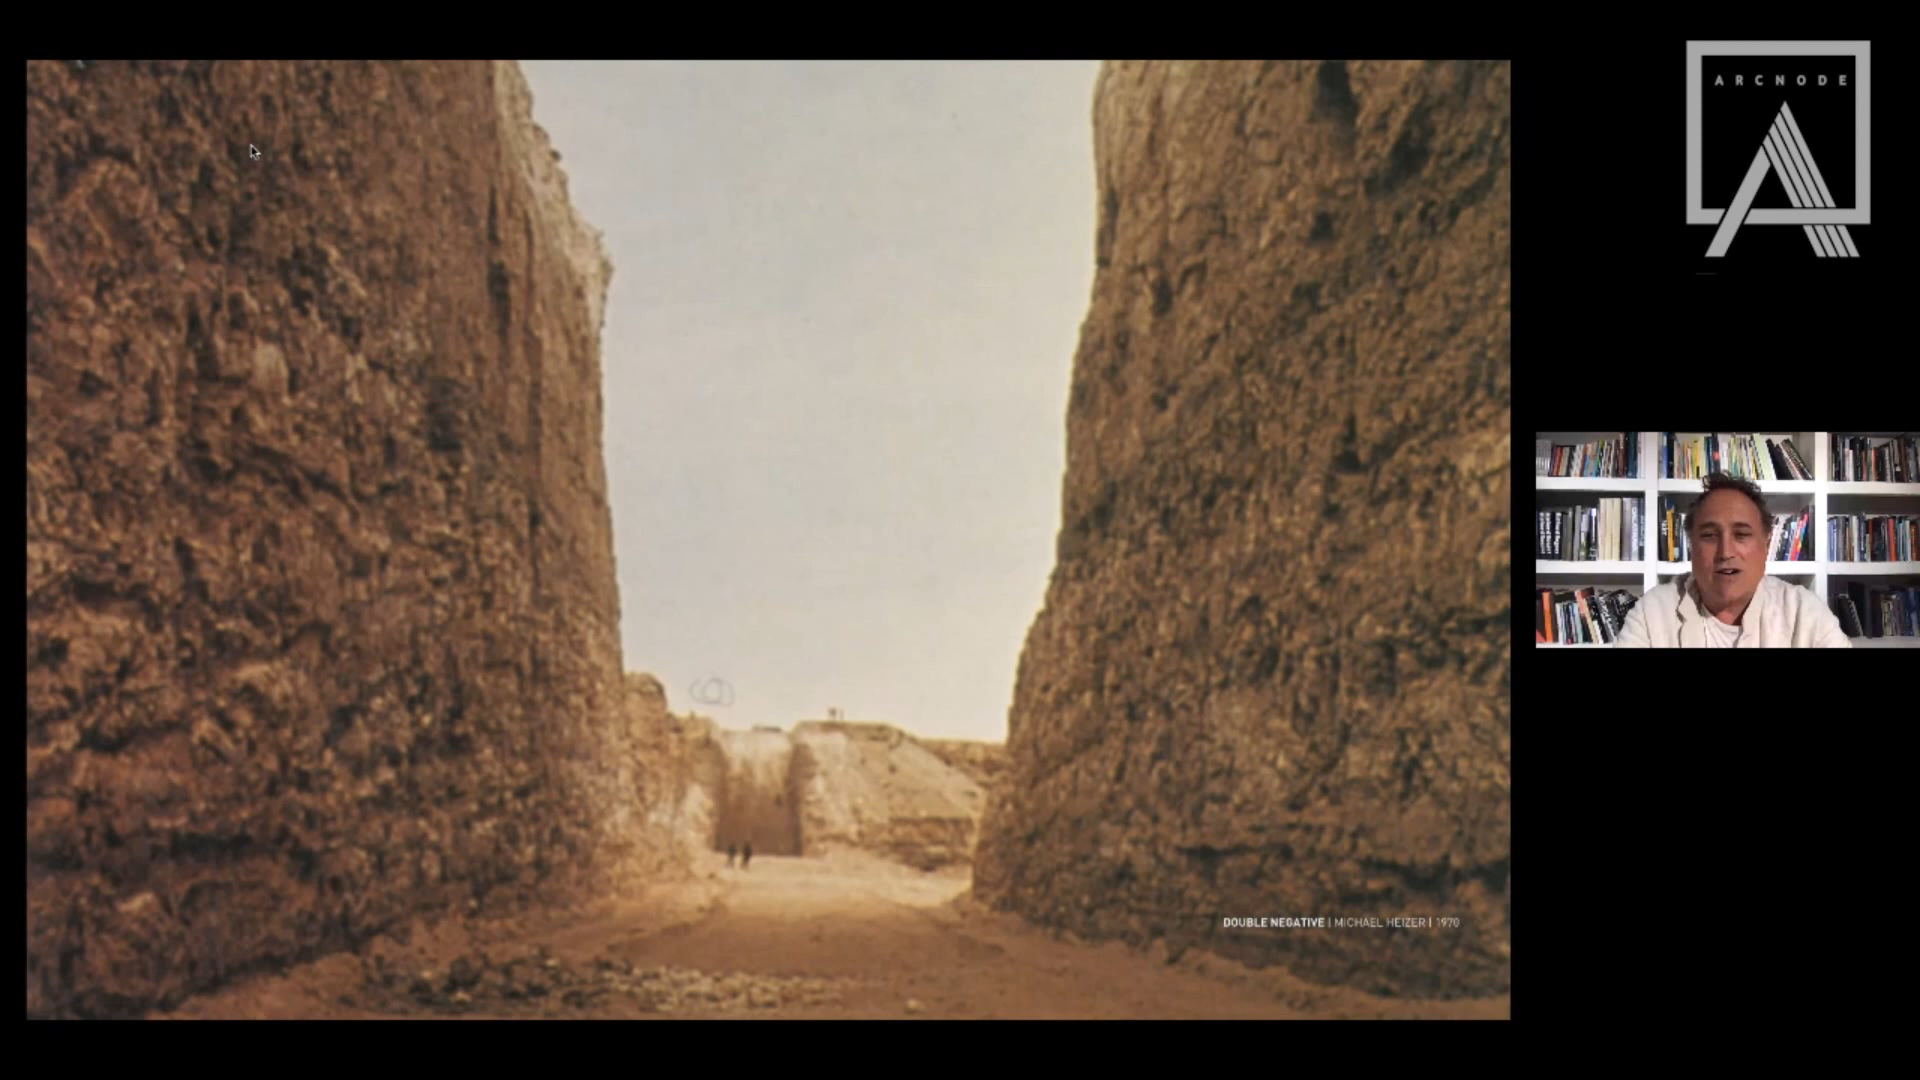 ARCNODE
DOUBLE NEGATIVE | MICHAEL HEIZER | 1970